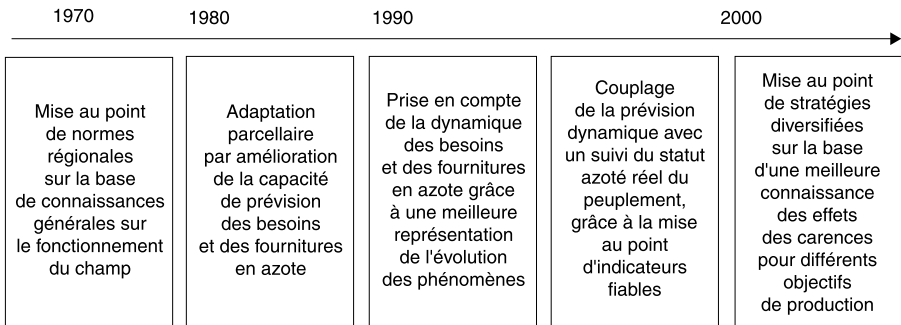 1970
1980
1990
2000
Mise au point
de normes
régionales
sur la base
de connaissances
générales sur
le fonctionnement
du champ
Adaptation
parcellaire
par amélioration
de la capacité
de prévision
des besoins
et des fournitures
en azote
Prise en compte
de la dynamique
des besoins
et des fournitures
en azote grâce
à une meilleure
représentation
de l'évolution
des phénomènes
Couplage
de la prévision
dynamique avec
un suivi du statut
azoté réel du
peuplement,
grâce à la mise
au point
d'indicateurs
fiables
Mise au point
de stratégies
diversifiées
sur la base
d'une meilleure
connaissance
des effets
des carences
pour différents
objectifs
de production